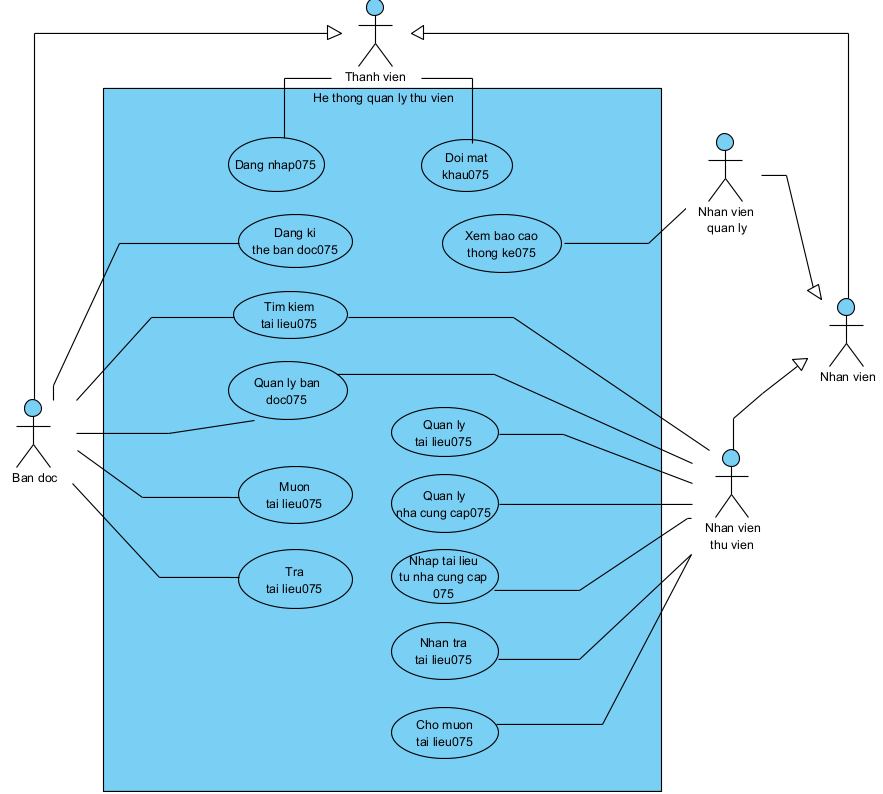 Thanh vien
He thong quan ly thu vien
Dang nhap075
Doi mat
khau075
Nhan vien
quan ly
Dang ki
the ban doc075
Xem bao cao
thong ke075
Tim kiem
tai lieu075
Nhan vien
Quan ly ban
doc075
Quan ly
tai lieu075
Ban doc
Muon
tai lieu075
Quan ly
nha cung cap075
Nhan vien
thu vien
Tra
tai lieu075
Nhap tai lieu
tu nha cung cap
075
Nhan tra
tai lieu075
Cho muon
tai lieu075